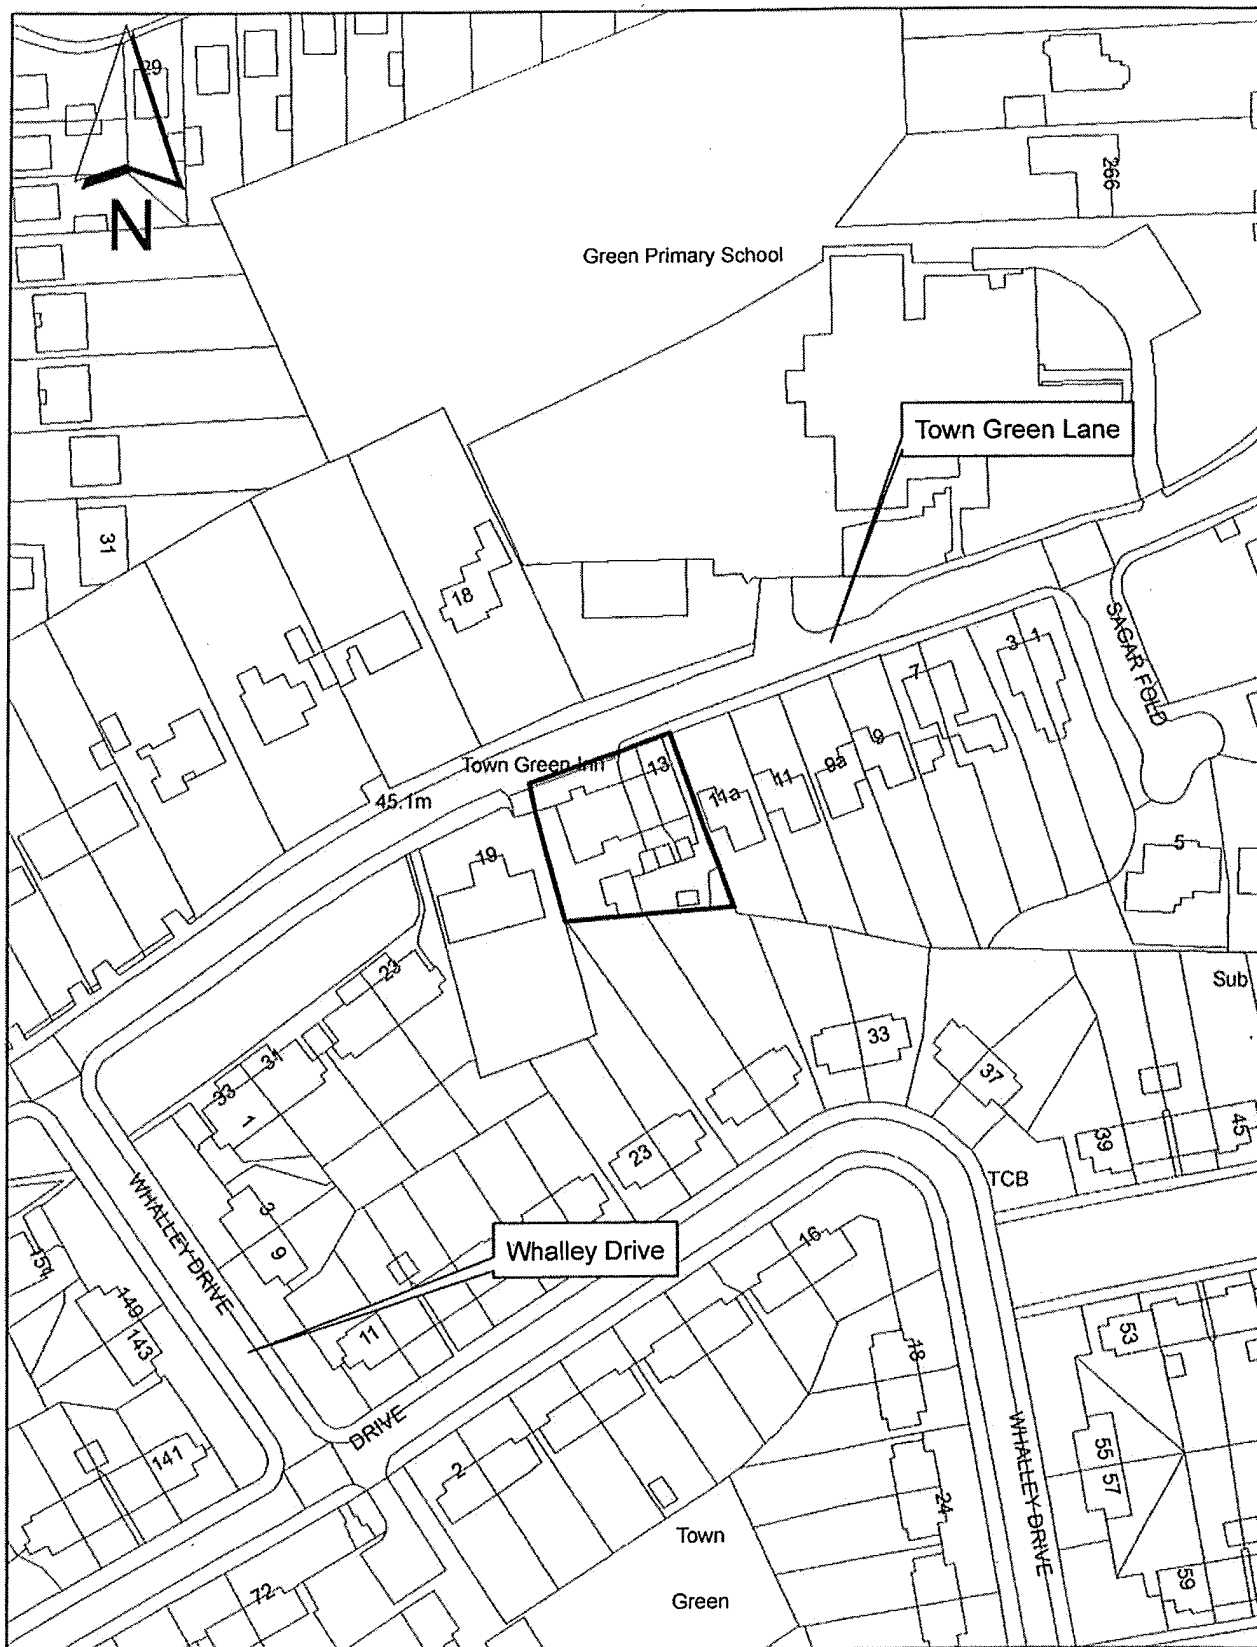 29
N
266
Green Primary School
Town Green Lane
31
18
SAGAR FOLD
3
1
7
9
9a
11
11a
13
Town Green Inn
45.1m
19
5
23
Sub
33
37
31
33
1
39
45
23
TCB
WHALLEY DRIVE
3
9
Whalley Drive
16
154
149
143
11
18
53
DRIVE
WHALLEY DRIVE
141
2
55
57
24
Town
Green
72
59